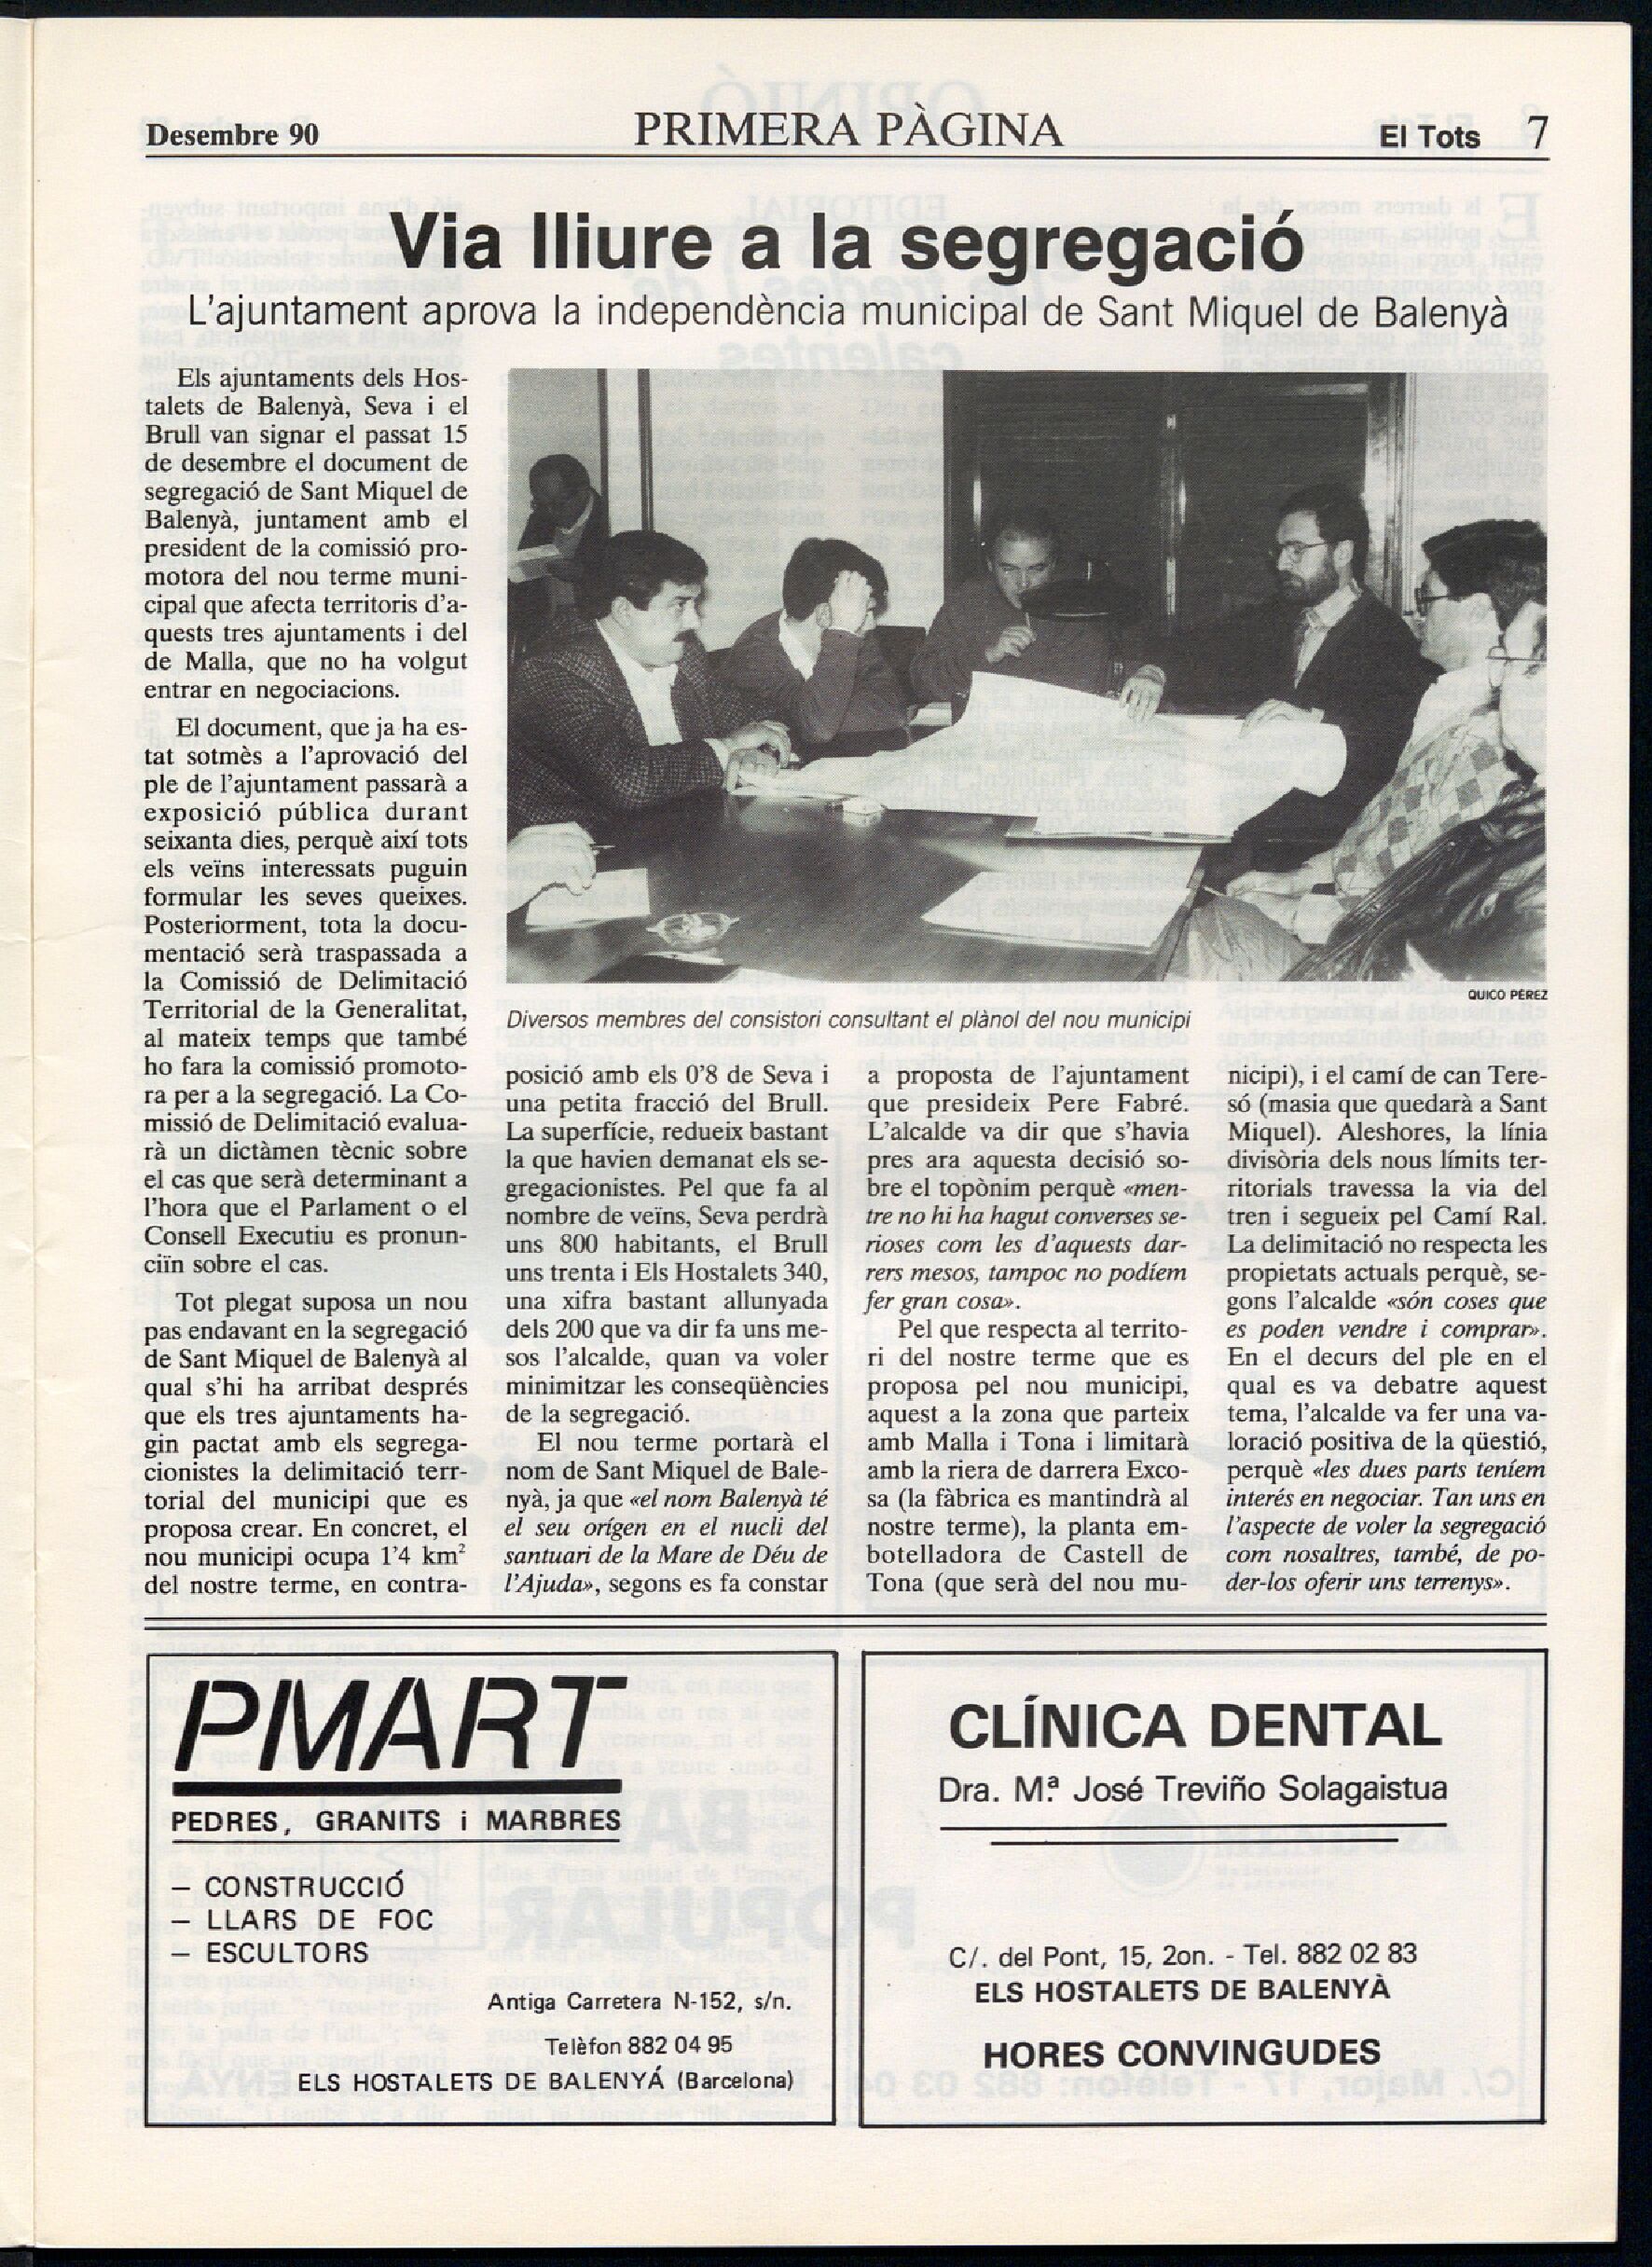 Desembre 90
PRIMERA PÀGINA
El Tots 7
Via lliure a la segregació
L'ajuntament aprova la independència municipal de Sant Miquel de Balenyà
Els ajuntaments dels Hos-
talets de Balenyà, Seva i el
Brull van signar el passat 15
de desembre el document de
segregació de Sant Miquel de
Balenyà, juntament amb el
president de la comissió pro-
motora del nou terme muni-
cipal que afecta territoris d'a-
quests tres ajuntaments i del
de Malla, que no ha volgut
entrar en negociacions.
El document, que ja ha es-
tat sotmès a l'aprovació del
ple de l'ajuntament passarà a
exposició pública durant
seixanta dies, perquè així tots
els veïns interessats puguin
formular les seves queixes.
Posteriorment, tota la docu-
mentació serà traspassada a
la Comissió de Delimitació
Territorial de la Generalitat,
al mateix temps que també
ho fara la comissió promoto-
ra per a la segregació. La Co-
missió de Delimitació evalua-
rà un dictàmen tècnic sobre
el cas que serà determinant a
l'hora que el Parlament o el
Consell Executiu es pronun-
ciïn sobre el cas.
Tot plegat suposa un nou
pas endavant en la segregació
de Sant Miquel de Balenyà al
qual s'hi ha arribat després
que els tres ajuntaments ha-
gin pactat amb els segrega-
cionistes la delimitació terr-
torial del municipi que es
proposa crear. En concret, el
nou municipi ocupa 1'4 km²
del nostre terme, en contra-
QUICO PÉREZ
Diversos membres del consistori consultant el plànol del nou municipi
posició amb els 0'8 de Seva i
una petita fracció del Brull.
La superfície, redueix bastant
la que havien demanat els se-
gregacionistes. Pel que fa al
nombre de veïns, Seva perdrà
uns 800 habitants, el Brull
uns trenta i Els Hostalets 340,
una xifra bastant allunyada
dels 200 que va dir fa uns me-
sos l'alcalde, quan va voler
minimitzar les conseqüències
de la segregació.
El nou terme portarà el
nom de Sant Miquel de Bale-
nyà, ja que «el nom Balenyà té
el seu orígen en el nucli del
santuari de la Mare de Déu de
l'Ajuda», segons es fa constar
a proposta de l'ajuntament
que presideix Pere Fabré.
L'alcalde va dir que s'havia
pres ara aquesta decisió so-
bre el topònim perquè «men-
tre no hi ha hagut converses se-
rioses com les d'aquests dar-
rers mesos, tampoc no podíem
fer gran cosa».
Pel que respecta al territo-
ri del nostre terme que es
proposa pel nou municipi,
aquest a la zona que parteix
amb Malla i Tona i limitarà
amb la riera de darrera Exco-
sa (la fàbrica es mantindrà al
nostre terme), la planta em-
botelladora de Castell de
Tona (que serà del nou mu-
nicipi), i el camí de can Tere-
só (masia que quedarà a Sant
Miquel). Aleshores, la línia
divisòria dels nous límits ter-
ritorials travessa la via del
tren i segueix pel Camí Ral.
La delimitació no respecta les
propietats actuals perquè, se-
gons l'alcalde «són coses que
es poden vendre i comprar».
En el decurs del ple en el
qual es va debatre aquest
tema, l'alcalde va fer una va-
loració positiva de la qüestió,
perquè «les dues parts teníem
interés en negociar. Tan uns en
l'aspecte de voler la segregació
com nosaltres, també, de po-
der-los oferir uns terrenys».
PMART
PEDRES, GRANITS i MARBRES
– CONSTRUCCIÓ
– LLARS DE FOC
– ESCULTORS
Antiga Carretera N-152, s/n.
Telèfon 882 04 95
ELS HOSTALETS DE BALENYÁ (Barcelona)
CLÍNICA DENTAL
Dra. Mª José Treviño Solagaistua
C/. del Pont, 15, 2on. - Tel. 882 02 83
ELS HOSTALETS DE BALENYÀ
HORES CONVINGUDES